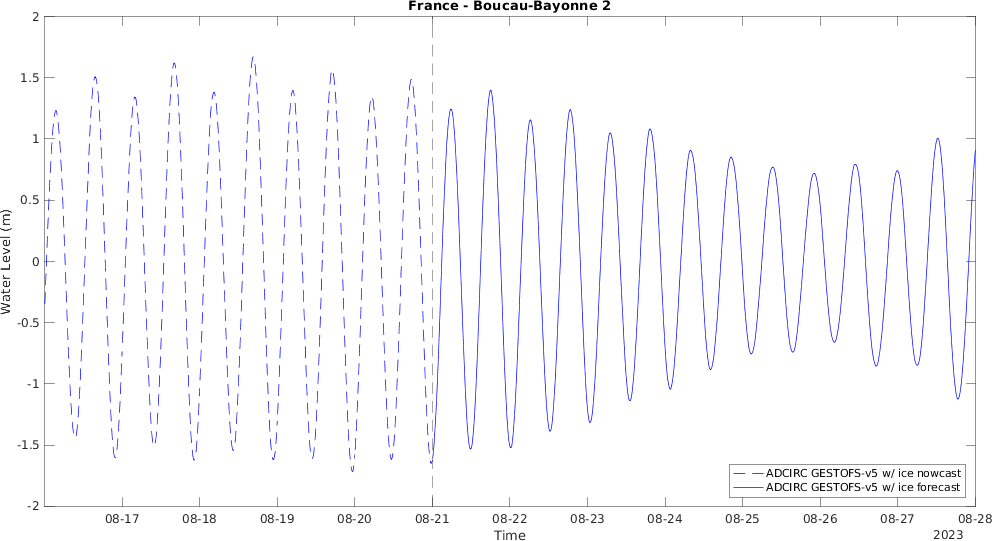 France - Boucau-Bayonne 2
2
1.5
1
0.5
0
-0.5
-1
-1.5
-2
Water Level (m)
ADCIRC GESTOFS-v5 w/ ice nowcast
ADCIRC GESTOFS-v5 w/ ice forecast
08-17 08-18 08-19 08-20 08-21 08-22 08-23 08-24 08-25 08-26 08-27 08-28
Time
2023